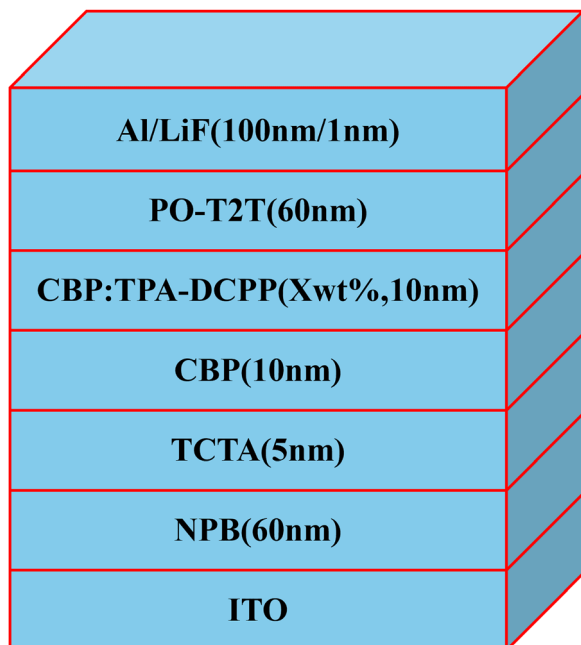 Al/LiF(100nm/1nm)
PO-T2T(60nm)
CBP:TPA-DCPP(Xwt%,10nm)
CBP(10nm)
TCTA(5nm)
NPB(60nm)
ITO